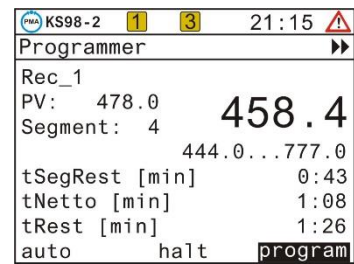 PMA KS98-2 1 3 21:15
Programmer
Rec_1
PV: 478.0 458.4
Segment: 4
444.0...777.0
tSegRest [min] 0:43
tNetto [min] 1:08
tRest [min] 1:26
auto halt program